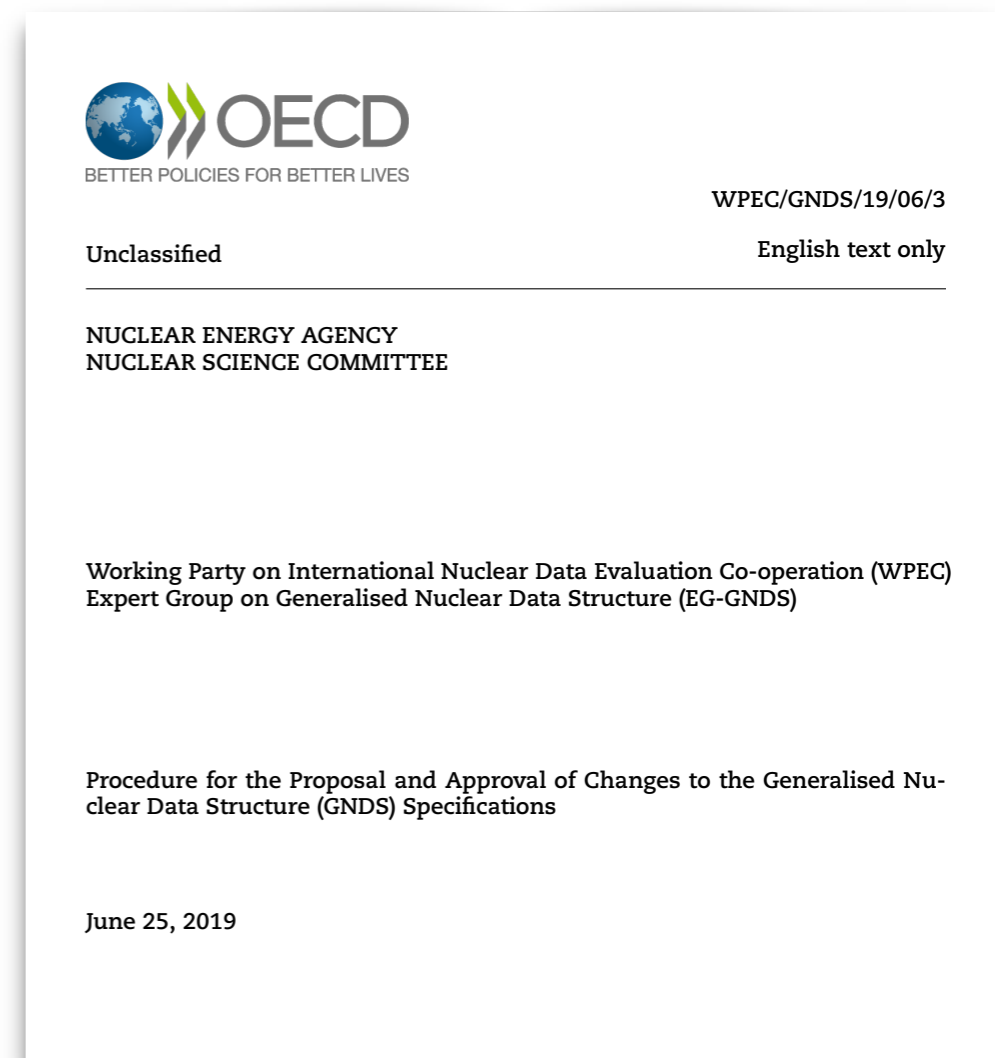 OECD
BETTER POLICIES FOR BETTER LIVES
WPEC/GNDS/19/06/3
Unclassified
English text only
NUCLEAR ENERGY AGENCY
NUCLEAR SCIENCE COMMITTEE
Working Party on International Nuclear Data Evaluation Co-operation (WPEC)
Expert Group on Generalised Nuclear Data Structure (EG-GNDS)
Procedure for the Proposal and Approval of Changes to the Generalised Nu-
clear Data Structure (GNDS) Specifications
June 25, 2019